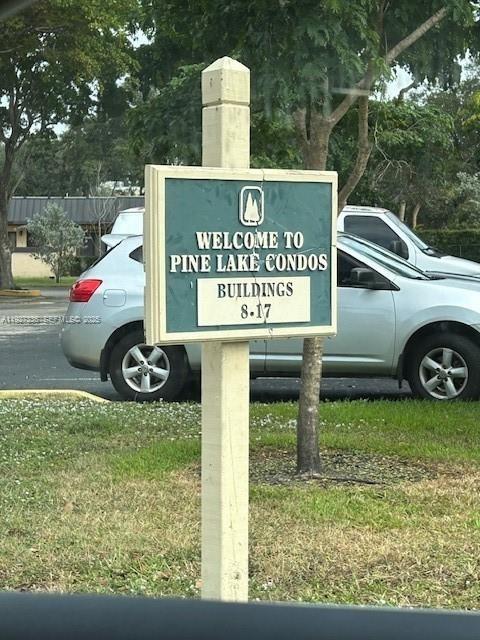 WELCOME TO
PINE LAKE CONDOS
BUILDINGS
8-17